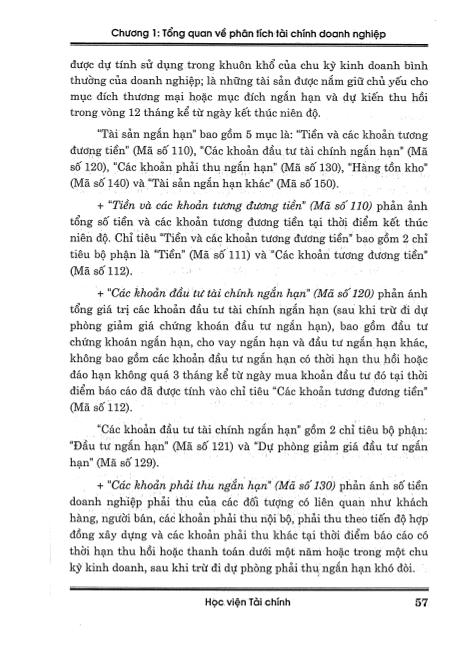 Chương 1: Tổng quan về phân tích tài chính doanh nghiệp
được dự tính sử dụng trong khuôn khổ của chu kỳ kinh doanh bình
thường của doanh nghiệp; là những tài sản được nắm giữ chủ yếu cho
mục đích thương mại hoặc mục đích ngắn hạn và dự kiến thu hồi
trong vòng 12 tháng kể từ ngày kết thúc niên độ.
"Tài sản ngắn hạn" bao gồm 5 mục là: "Tiền và các khoản tương
đương tiền" (Mã số 110), "Các khoản đầu tư tài chính ngắn hạn" (Mã
số 120), "Các khoản phải thu ngắn hạn" (Mã số 130), "Hàng tồn kho"
(Mã số 140) và "Tài sản ngắn hạn khác" (Mã số 150).
+ "Tiền và các khoản tương đương tiền" (Mã số 110) phản ảnh
tổng số tiền và các khoản tương đương tiền tại thời điểm kết thúc
niên độ. Chỉ tiêu "Tiền và các khoản tương đương tiền" bao gồm 2 chỉ
tiêu bộ phận là "Tiền" (Mã số 111) và "Các khoản tương đương tiền"
(Mã số 112).
+ "Các khoản đầu tư tài chính ngắn hạn" (Mã số 120) phản ánh
tổng giá trị các khoản đầu tư tài chính ngắn hạn (sau khi trừ đi dự
phòng giảm giá chứng khoán đầu tư ngắn hạn), bao gồm đầu tư
chứng khoán ngắn hạn, cho vay ngắn hạn và đầu tư ngắn hạn khác,
không bao gồm các khoản đầu tư ngắn hạn có thời hạn thu hồi hoặc
đáo hạn không quá 3 tháng kể từ ngày mua khoản đầu tư đó tại thời
điểm báo cáo đã được tính vào chỉ tiêu "Các khoản tương đương tiền"
(Mã số 112).
"Các khoản đầu tư tài chính ngắn hạn" gồm 2 chỉ tiêu bộ phận:
"Đầu tư ngắn hạn" (Mã số 121) và "Dự phòng giảm giá đầu tư ngắn
hạn" (Mã số 129).
+ "Các khoản phải thu ngắn hạn" (Mã số 130) phản ánh số tiền
doanh nghiệp phải thu của các đối tượng có liên quan như khách
hàng, người bán, các khoản phải thu nội bộ, phải thu theo tiến độ hợp
đồng xây dựng và các khoản phải thu khác tại thời điểm báo cáo có
thời hạn thu hồi hoặc thanh toán dưới một năm hoặc trong một chu
kỳ kinh doanh, sau khi trừ đi dự phòng phải thu ngắn hạn khó đòi.
Học viện Tài chính 57